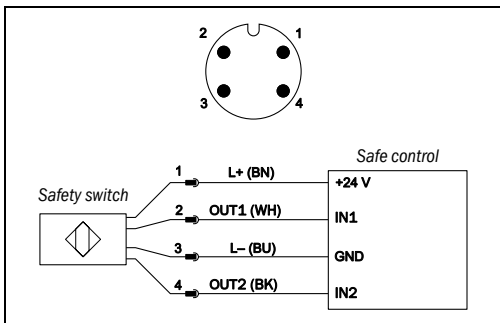 2 1
3 4
Safe control
Safety switch
1 L+ (BN) +24 V
2 OUT1 (WH) IN1
3 L– (BU) GND
4 OUT2 (BK) IN2